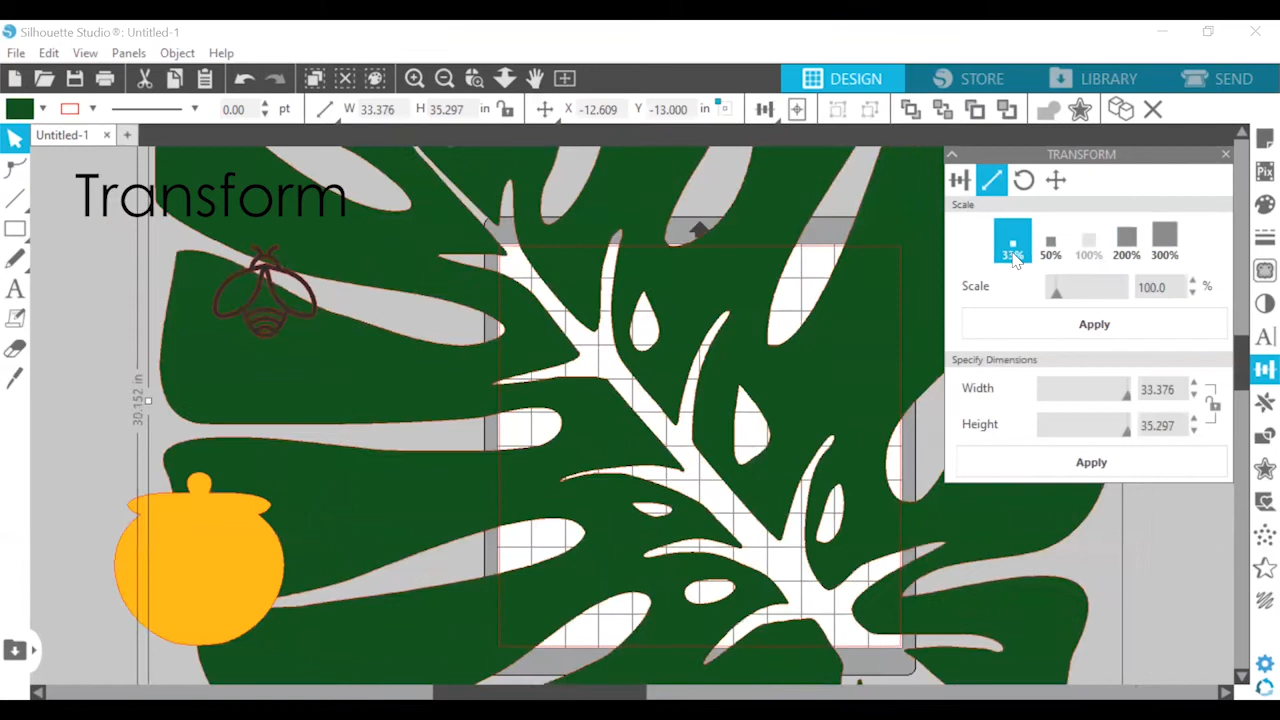 Silhouette Studio®: Untitled-1
File Edit View Panels Object Help
DESIGN STORE LIBRARY SEND
0.00 pt W 33.376 H 35.297 in X -12.609 Y -13.000 in
Untitled-1
Transform
TRANSFORM
Scale
33% 50% 100% 200% 300%
Scale 100.0 %
Apply
Specify Dimensions
Width 33.376
Height 35.297
Apply
30.152 in